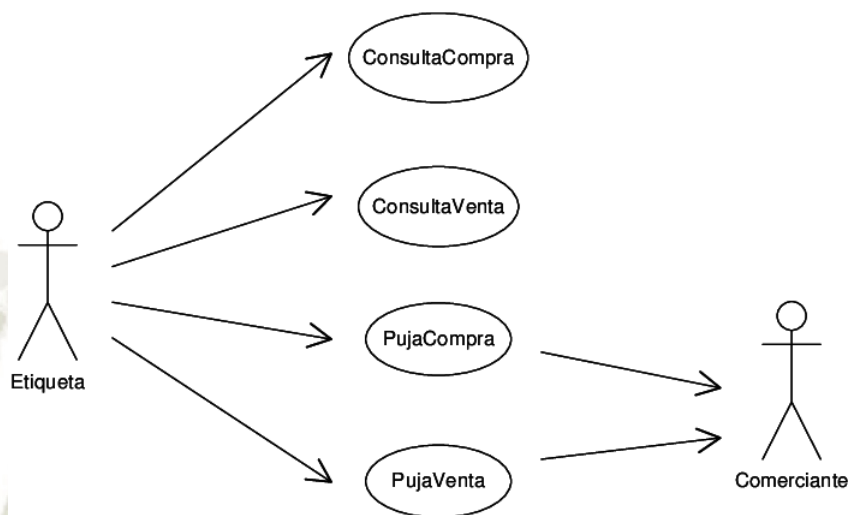 ConsultaCompra
ConsultaVenta
PujaCompra
Etiqueta
PujaVenta
Comerciante